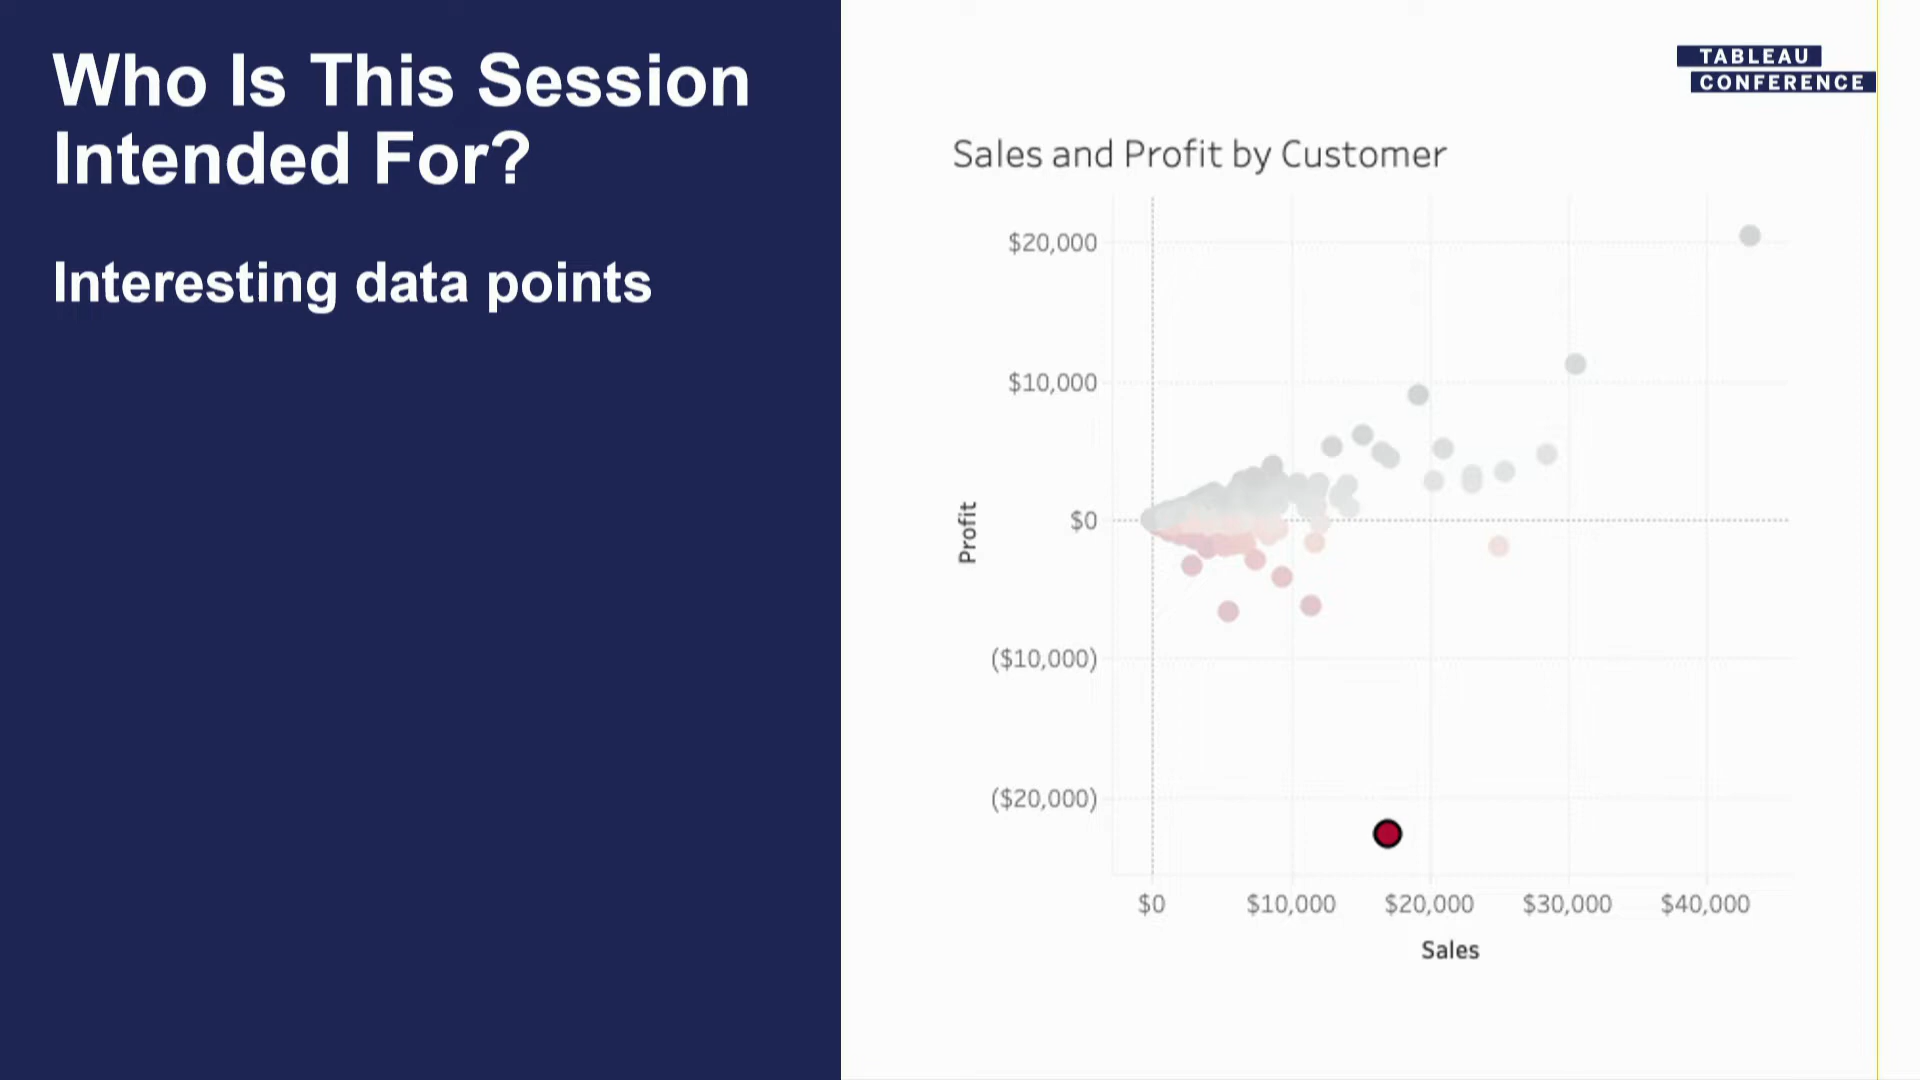 Who Is This Session
Intended For?
Interesting data points
TABLEAU
CONFERENCE
Sales and Profit by Customer
$20,000
$10,000
$0
($10,000)
($20,000)
Profit
$0
$10,000
$20,000
$30,000
$40,000
Sales